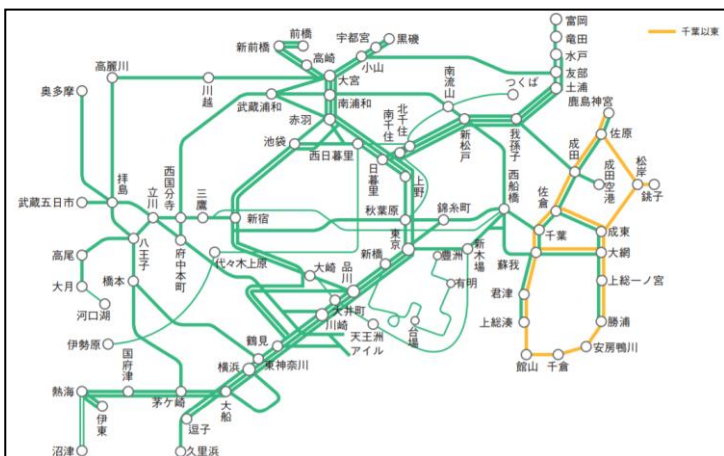 富岡
竜田
水戸
友部
土浦
鹿島神宮
千葉以東
前橋
新前橋
高崎
宇都宮
黒磯
小山
大宮
高麗川
川越
奥多摩
武蔵浦和
南浦和
赤羽
南流山
つくば
北千住
南千住
新松戸
我孫子
池袋
西日暮里
日暮里
上野
成田
佐原
松岸
銚子
成田空港
佐倉
西船橋
拝島
立川
西国分寺
三鷹
武蔵五日市
新宿
秋葉原
錦糸町
千葉
成東
八王子
府中本町
代々木上原
東京
新木場
蘇我
大網
高尾
橋本
大崎
品川
新橋
豊洲
有明
君津
上総一ノ宮
大月
河口湖
大井町
川崎
天王洲アイル
台場
上総湊
勝浦
伊勢原
鶴見
横浜
東神奈川
館山
千倉
安房鴨川
国府津
熱海
伊東
茅ケ崎
大船
逗子
沼津
久里浜